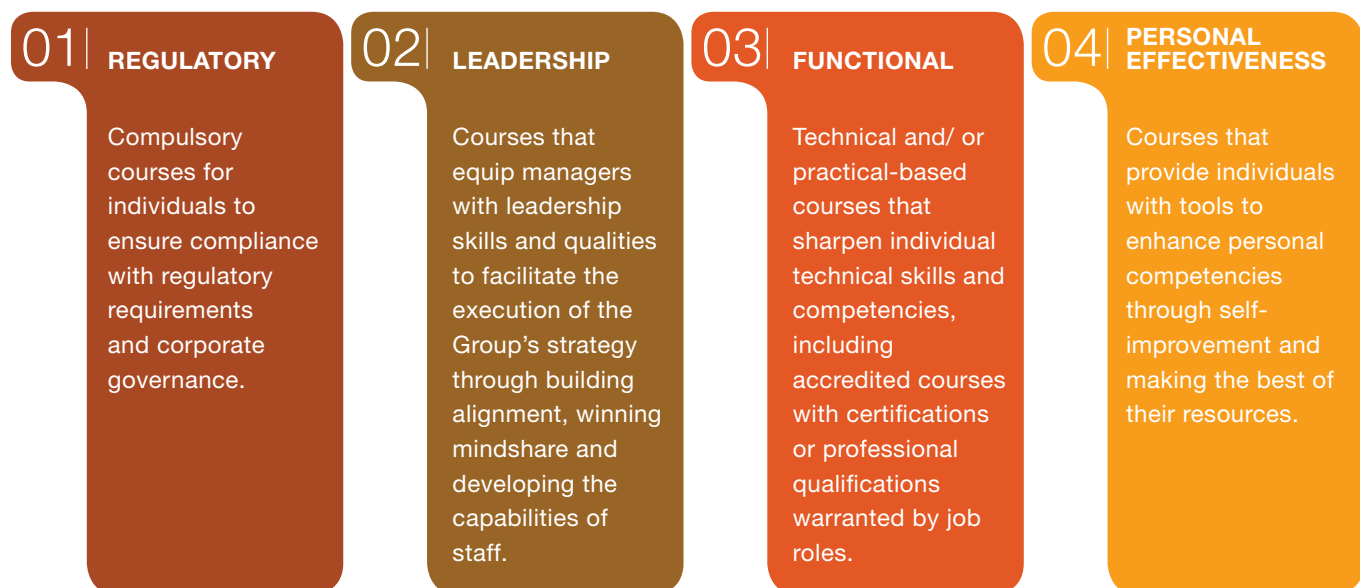 01
REGULATORY
Compulsory
courses for
individuals to
ensure compliance
with regulatory
requirements
and corporate
governance.
02
LEADERSHIP
Courses that
equip managers
with leadership
skills and qualities
to facilitate the
execution of the
Group’s strategy
through building
alignment, winning
mindshare and
developing the
capabilities of
staff.
03
FUNCTIONAL
Technical and/ or
practical-based
courses that
sharpen individual
technical skills and
competencies,
including
accredited courses
with certifications
or professional
qualifications
warranted by job
roles.
04
PERSONAL
EFFECTIVENESS
Courses that
provide individuals
with tools to
enhance personal
competencies
through self-
improvement and
making the best of
their resources.